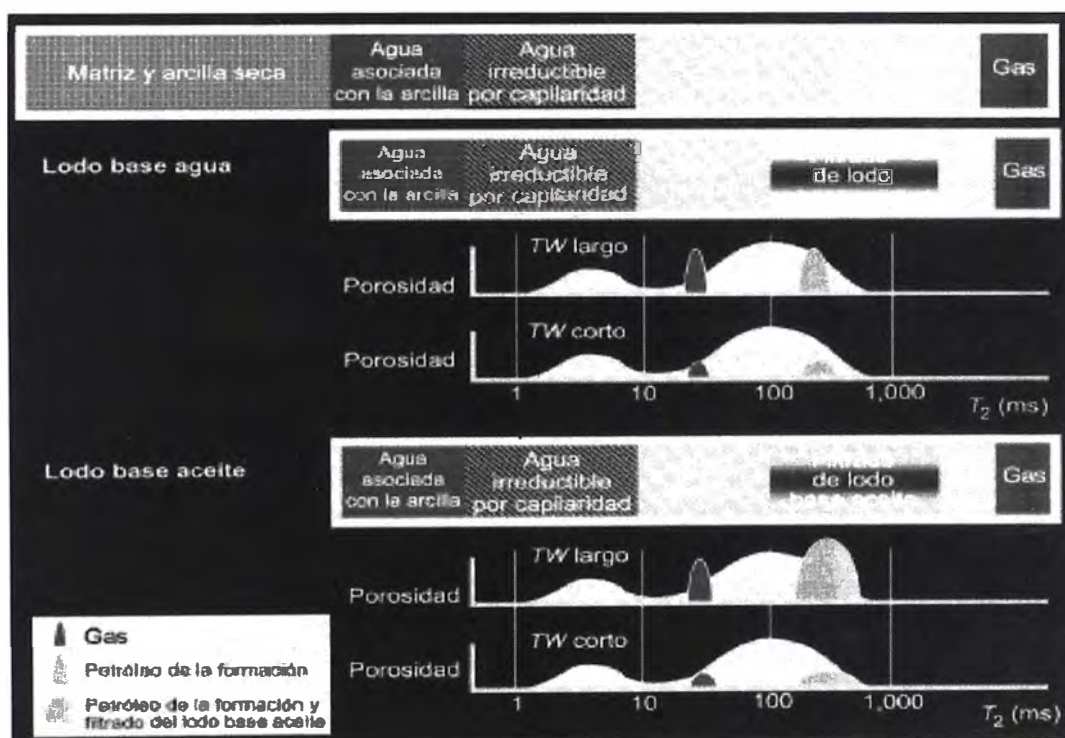 Matriz y arcilla seca
Agua
asociada
con la arcilla
Agua
irreductible
por capilaridad
Gas
Lodo base agua
Agua
asociada
con la arcilla
Agua
irreductible
por capilaridad
de lodo
Gas
TW largo
Porosidad
TW corto
Porosidad
1 10 100 1,000
T2 (ms)
Lodo base aceite
Agua
asociada
con la arcilla
Agua
irreductible
por capilaridad
de lodo
base aceite
Gas
TW largo
Porosidad
TW corto
Porosidad
1 10 100 1,000
T2 (ms)
Gas
Petróleo de la formación
Petróleo de la formación y
filtrado del lodo base aceite